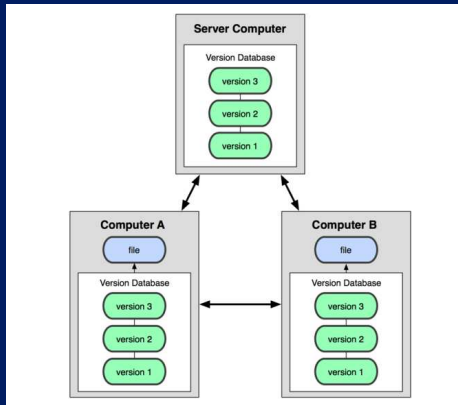 Server Computer
Version Database
version 3
version 2
version 1
Computer A
file
Version Database
version 3
version 2
version 1
Computer B
file
Version Database
version 3
version 2
version 1